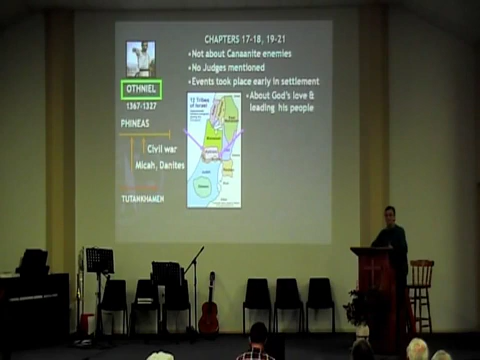 CHAPTERS 17-18, 19-21
•Not about Canaanite enemies
•No Judges mentioned
•Events took place early in settlement
•About God's love &
leading his people
OTHNIEL
1367-1327
PHINEAS
Civil war
Micah, Danites
TUTANKHAMEN
12 Tribes
of Israel